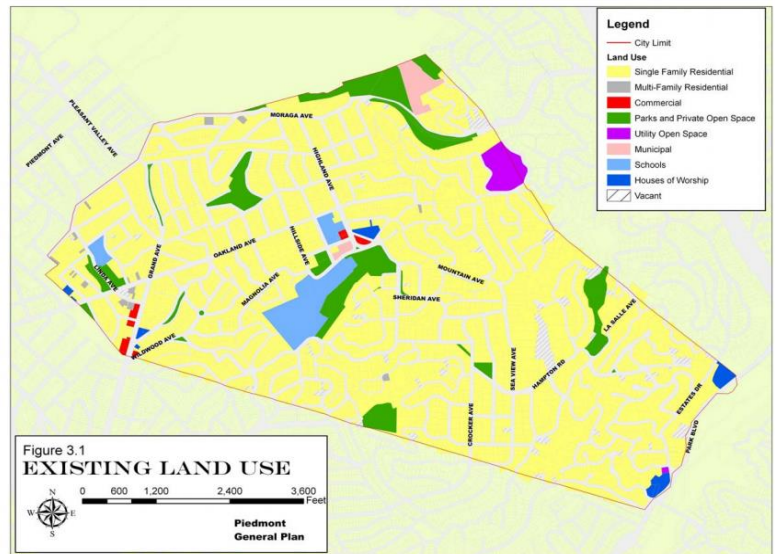 Legend
City Limit
Land Use
Single Family Residential
Multi-Family Residential
Commercial
Parks and Private Open Space
Utility Open Space
Municipal
Schools
Houses of Worship
Vacant
PLEASANT VALLEY AVE
PIEDMONT AVE
MORAGA AVE
HIGHLAND AVE
HILLSIDE AVE
OAKLAND AVE
GRAND AVE
LINDA AVE
MAGNOLIA AVE
MOUNTAIN AVE
SHERIDAN AVE
WILDWOOD AVE
LA SALLE AVE
SEA VIEW AVE
HAMPTON RD
CROCKER AVE
ESTATES DR
PARK BLVD
Figure 3.1
EXISTING LAND USE
N
W
E
S
0 600 1,200 2,400 3,600
Feet
Piedmont
General Plan